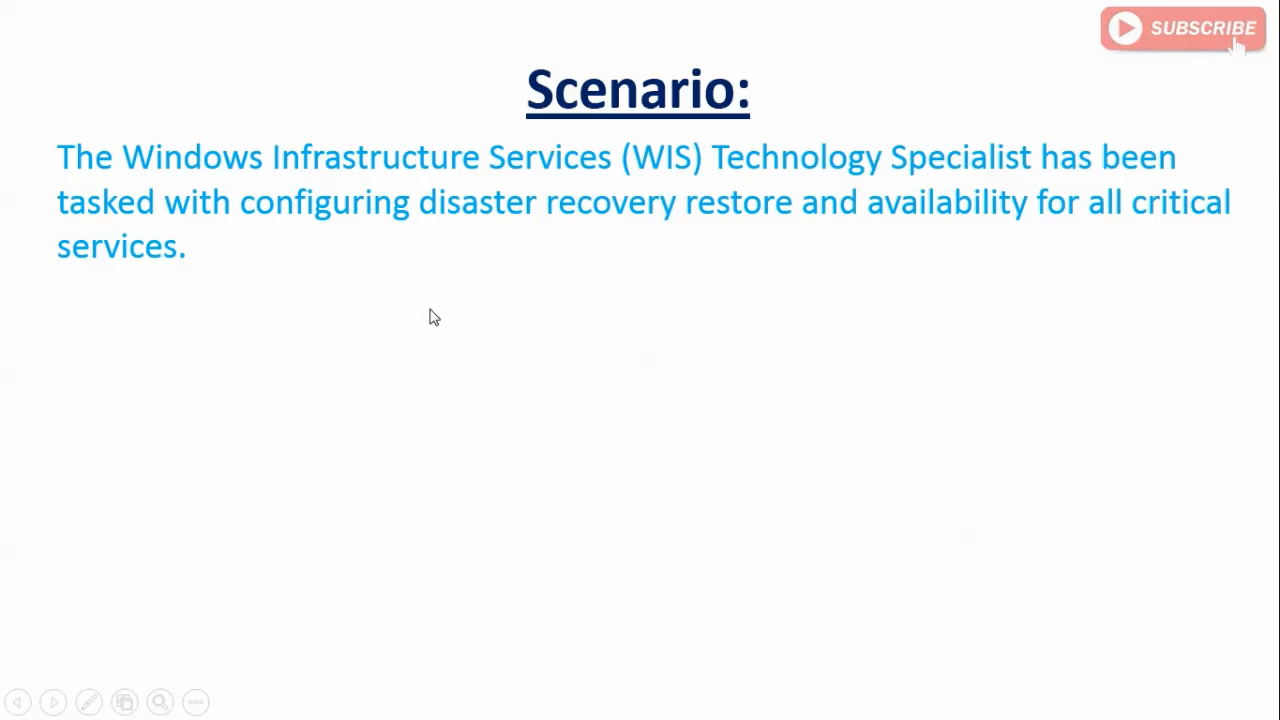 SUBSCRIBE
Scenario:
The Windows Infrastructure Services (WIS) Technology Specialist has been
tasked with configuring disaster recovery restore and availability for all critical
services.